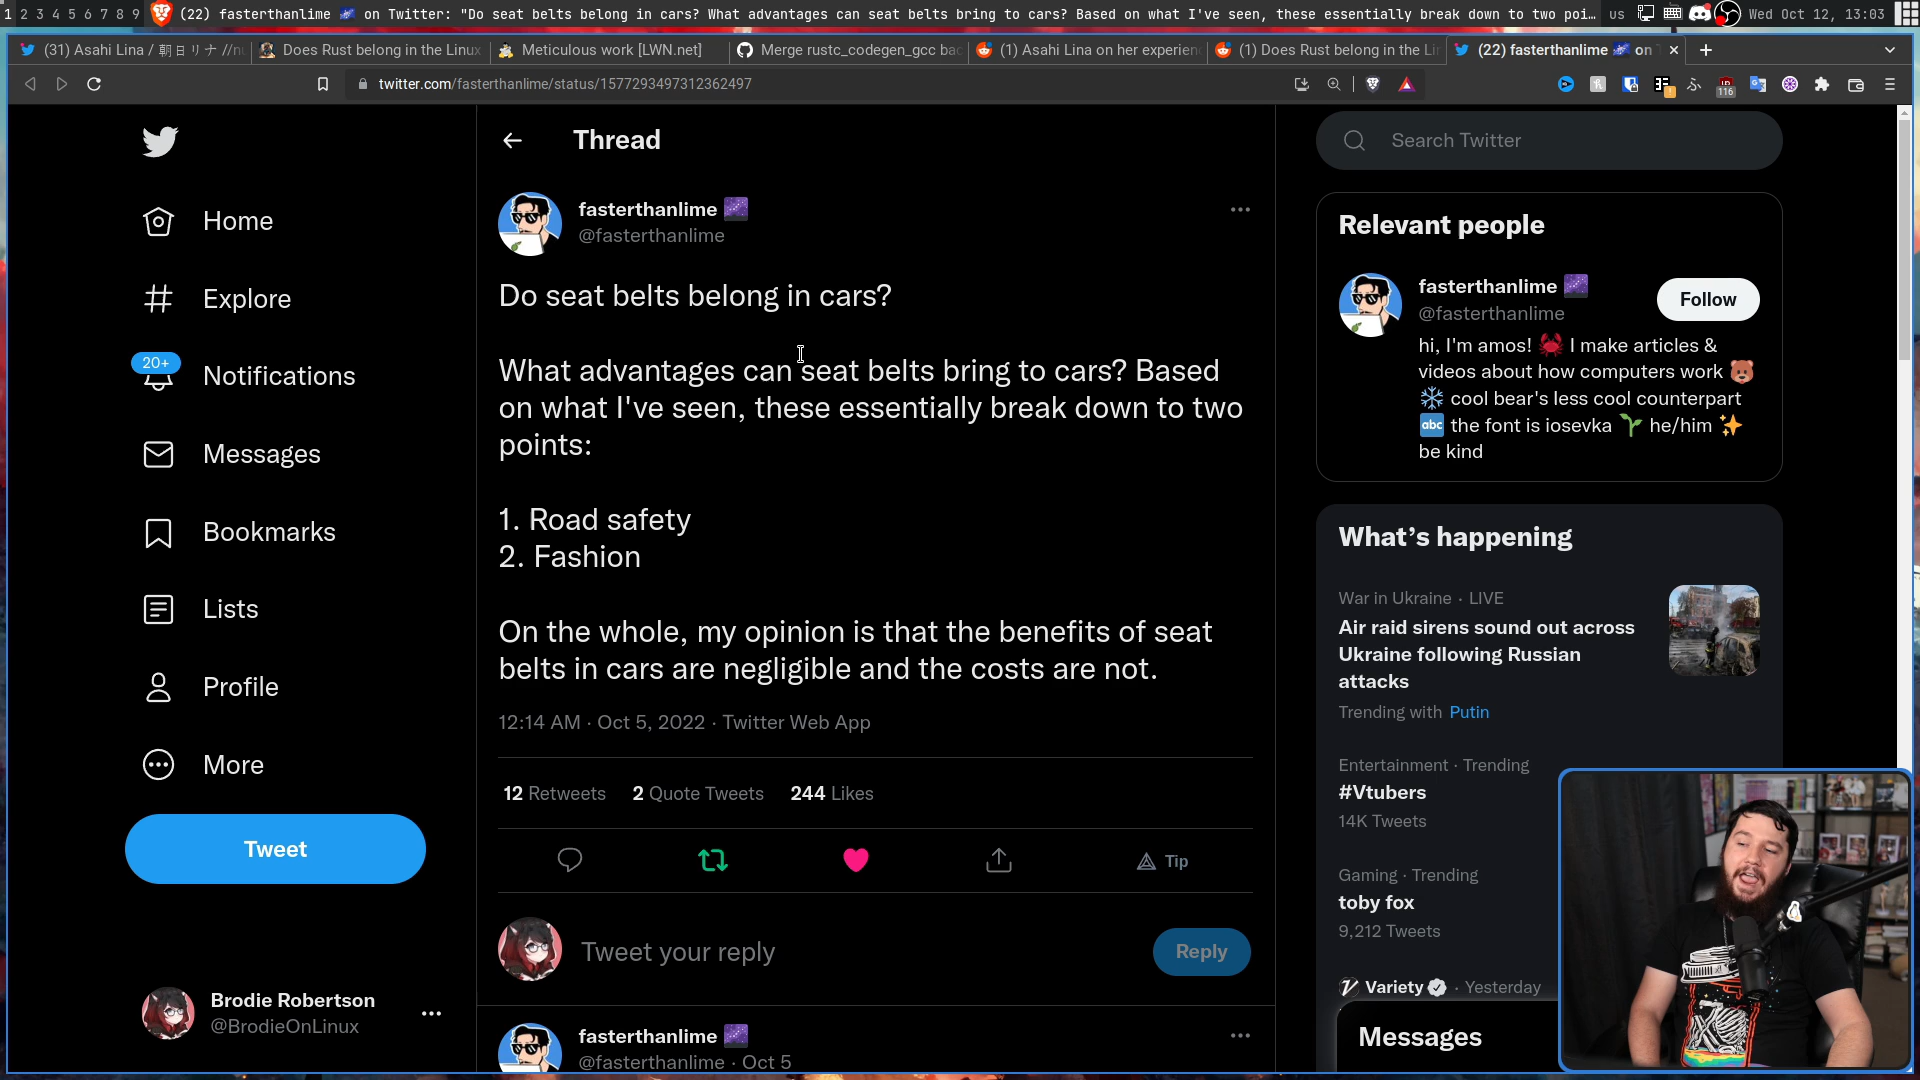 1 2 3 4 5 6 7 8 9 (22) fasterthanlime 🌌 on Twitter: "Do seat belts belong in cars? What advantages can seat belts bring to cars? Based on what I've seen, these essentially break down to two poi… us Wed Oct 12, 13:03
(31) Asahi Lina / 朝日リナ //
Does Rust belong in the Linux
Meticulous work [LWN.net]
Merge rustc_codegen_gcc bac
(1) Asahi Lina on her experien
(1) Does Rust belong in the Li
(22) fasterthanlime 🌌 on
twitter.com/fasterthanlime/status/1577293497312362497
116
Home
Explore
20+
Notifications
Messages
Bookmarks
Lists
Profile
More
Tweet
Brodie Robertson
@BrodieOnLinux
Thread
fasterthanlime 🌌
@fasterthanlime
Do seat belts belong in cars?
What advantages can seat belts bring to cars? Based
on what I've seen, these essentially break down to two
points:
1. Road safety
2. Fashion
On the whole, my opinion is that the benefits of seat
belts in cars are negligible and the costs are not.
12:14 AM · Oct 5, 2022 · Twitter Web App
12 Retweets 2 Quote Tweets 244 Likes
Tip
Tweet your reply
Reply
fasterthanlime 🌌
@fasterthanlime · Oct 5
Search Twitter
Relevant people
fasterthanlime 🌌
@fasterthanlime
Follow
hi, I'm amos! 🦀 I make articles &
videos about how computers work 🐻
❄️ cool bear's less cool counterpart
🔤 the font is iosevka 🌱 he/him ✨
be kind
What's happening
War in Ukraine · LIVE
Air raid sirens sound out across
Ukraine following Russian
attacks
Trending with Putin
Entertainment · Trending
#Vtubers
14K Tweets
Gaming · Trending
toby fox
9,212 Tweets
Variety · Yesterday
Messages